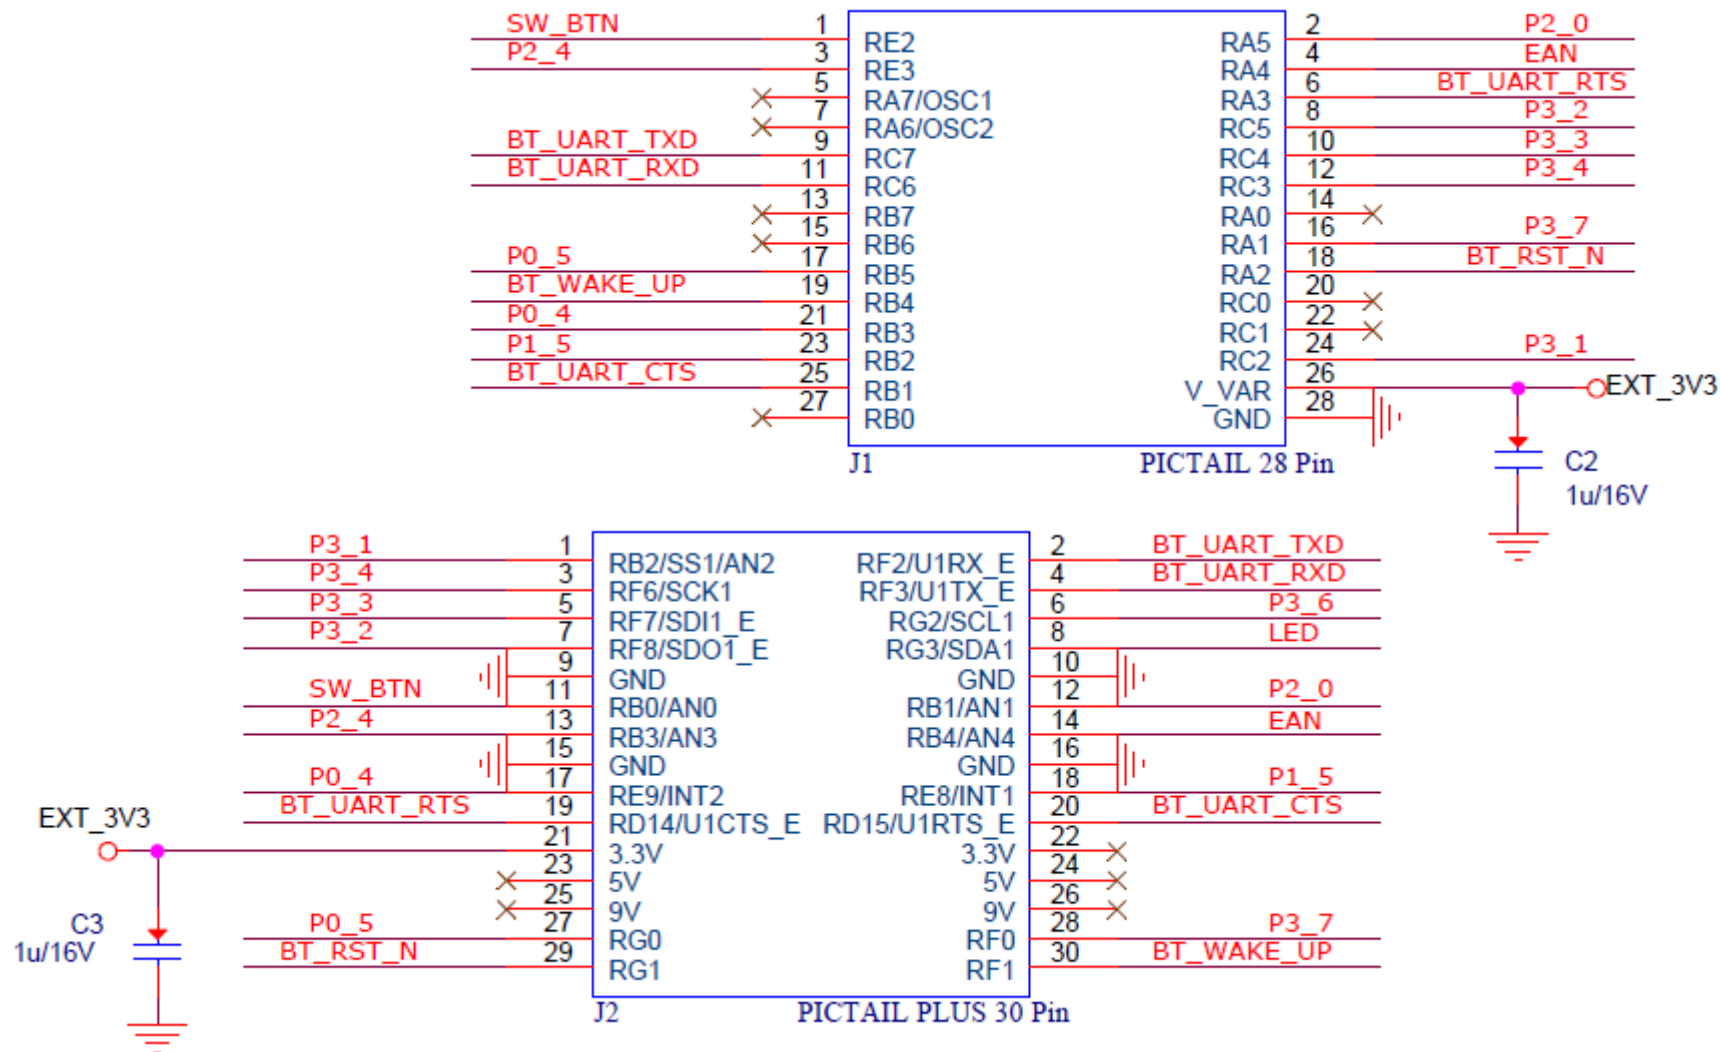 SW_BTN 1 RE2 RA5 2 P2_0
P2_4 3 RE3 RA4 4 EAN
5 RA7/OSC1 RA3 6 BT_UART_RTS
7 RA6/OSC2 RC5 8 P3_2
BT_UART_TXD 9 RC7 RC4 10 P3_3
BT_UART_RXD 11 RC6 RC3 12 P3_4
13 RB7 RA0 14
15 RB6 RA1 16 P3_7
P0_5 17 RB5 RA2 18 BT_RST_N
BT_WAKE_UP 19 RB4 RC0 20
P0_4 21 RB3 RC1 22
P1_5 23 RB2 RC2 24 P3_1
BT_UART_CTS 25 RB1 V_VAR 26 EXT_3V3
27 RB0 GND 28
J1 PICTAIL 28 Pin
C2
1u/16V
P3_1 1 RB2/SS1/AN2 RF2/U1RX_E 2 BT_UART_TXD
P3_4 3 RF6/SCK1 RF3/U1TX_E 4 BT_UART_RXD
P3_3 5 RF7/SDI1_E RG2/SCL1 6 P3_6
P3_2 7 RF8/SDO1_E RG3/SDA1 8 LED
9 GND GND 10
SW_BTN 11 RB0/AN0 RB1/AN1 12 P2_0
P2_4 13 RB3/AN3 RB4/AN4 14 EAN
15 GND GND 16
P0_4 17 RE9/INT2 RE8/INT1 18 P1_5
BT_UART_RTS 19 RD14/U1CTS_E RD15/U1RTS_E 20 BT_UART_CTS
EXT_3V3 21 3.3V 3.3V 22
23 5V 5V 24
25 9V 9V 26
P0_5 27 RG0 RF0 28 P3_7
BT_RST_N 29 RG1 RF1 30 BT_WAKE_UP
C3
1u/16V
J2 PICTAIL PLUS 30 Pin